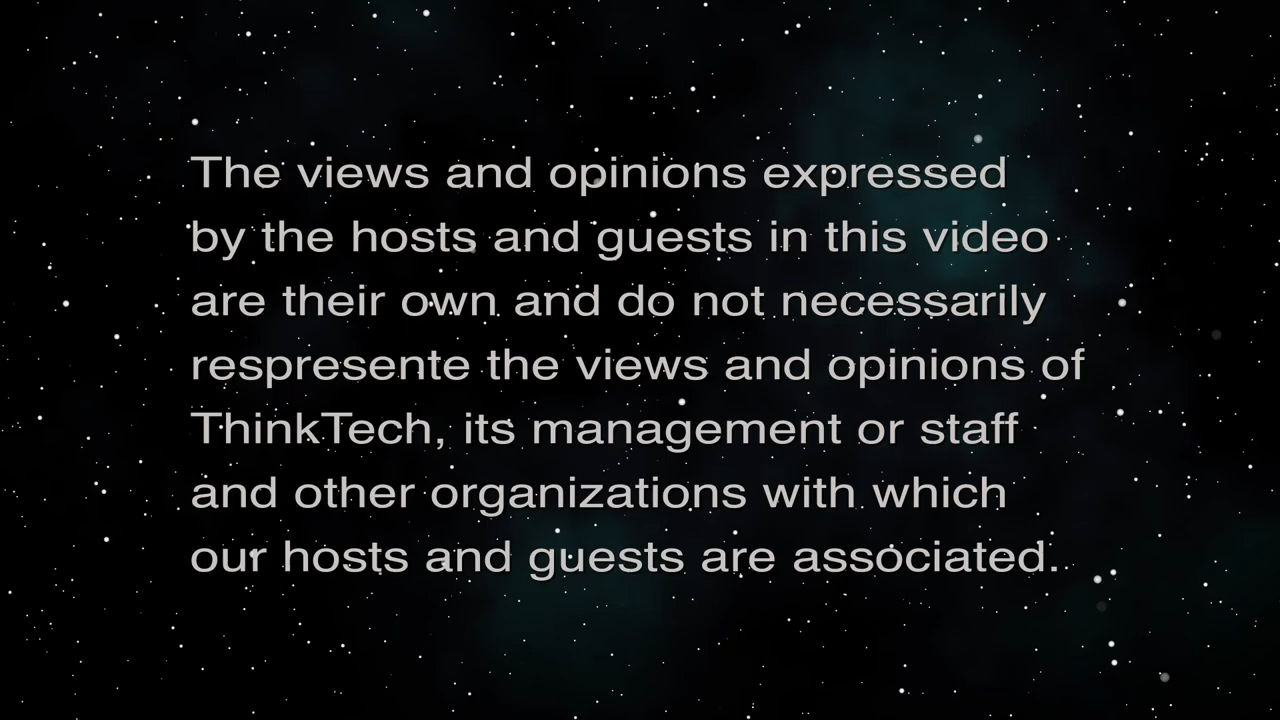 The views and opinions expressed
by the hosts and guests in this video
are their own and do not necessarily
respresente the views and opinions of
ThinkTech, its management or staff
and other organizations with which
our hosts and guests are associated.